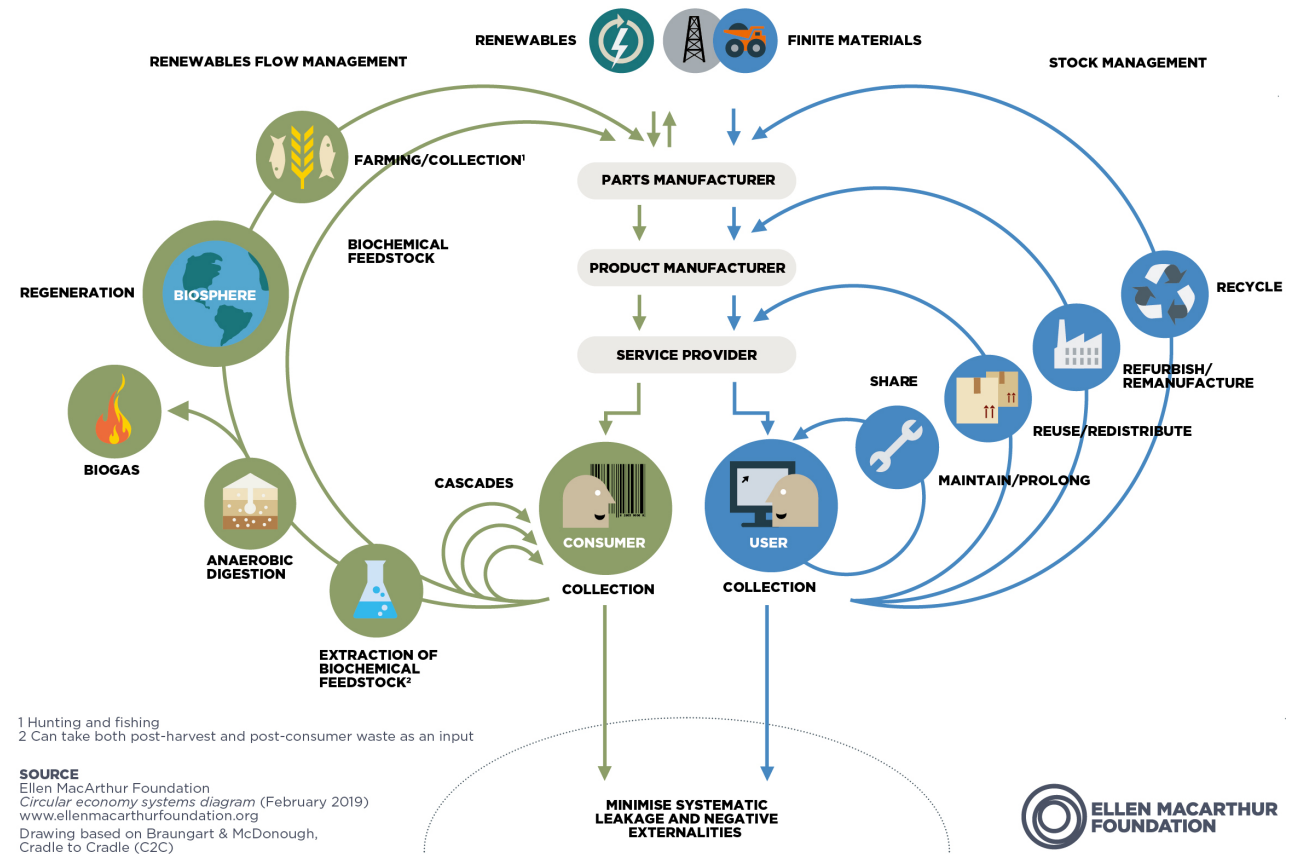 RENEWABLES
FINITE MATERIALS
RENEWABLES FLOW MANAGEMENT
STOCK MANAGEMENT
FARMING/COLLECTION¹
PARTS MANUFACTURER
BIOCHEMICAL
FEEDSTOCK
PRODUCT MANUFACTURER
REGENERATION
BIOSPHERE
RECYCLE
SERVICE PROVIDER
REFURBISH/
REMANUFACTURE
SHARE
REUSE/REDISTRIBUTE
BIOGAS
CASCADES
MAINTAIN/PROLONG
CONSUMER
USER
ANAEROBIC
DIGESTION
COLLECTION
COLLECTION
EXTRACTION OF
BIOCHEMICAL
FEEDSTOCK²
1 Hunting and fishing
2 Can take both post-harvest and post-consumer waste as an input
SOURCE
Ellen MacArthur Foundation
Circular economy systems diagram (February 2019)
www.ellenmacarthurfoundation.org
Drawing based on Braungart & McDonough,
Cradle to Cradle (C2C)
MINIMISE SYSTEMATIC
LEAKAGE AND NEGATIVE
EXTERNALITIES
ELLEN MACARTHUR
FOUNDATION